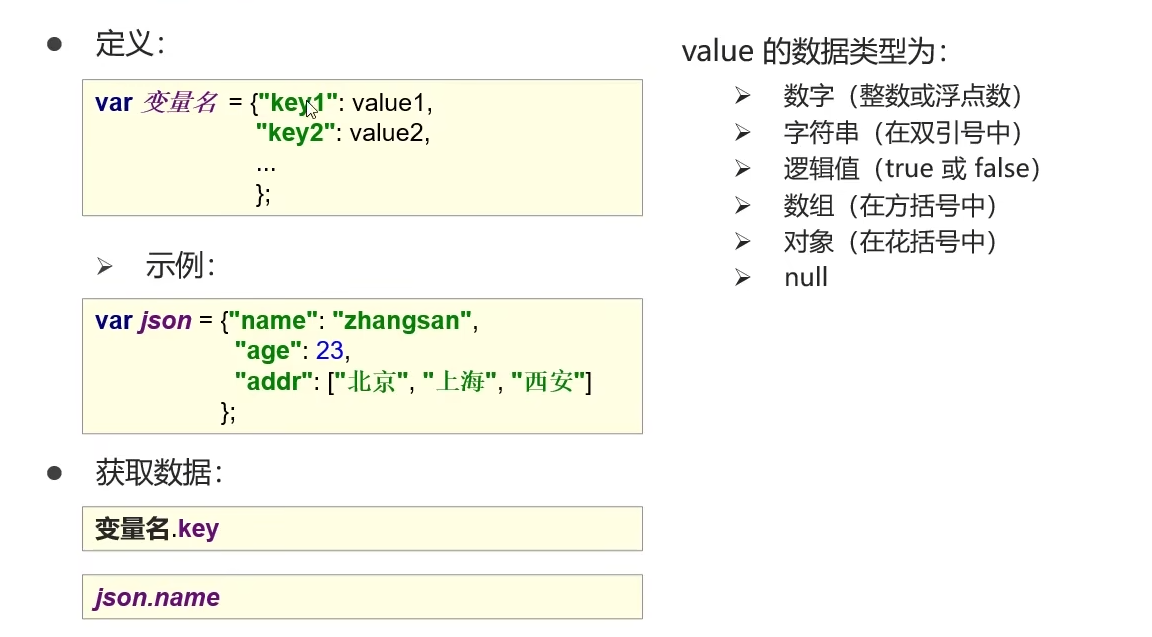 定义：
var 变量名 = {"key1": value1,
"key2": value2,
...
};
示例：
var json = {"name": "zhangsan",
"age": 23,
"addr": ["北京", "上海", "西安"]
};
获取数据：
变量名.key
json.name
value 的数据类型为：
数字（整数或浮点数）
字符串（在双引号中）
逻辑值（true 或 false）
数组（在方括号中）
对象（在花括号中）
null